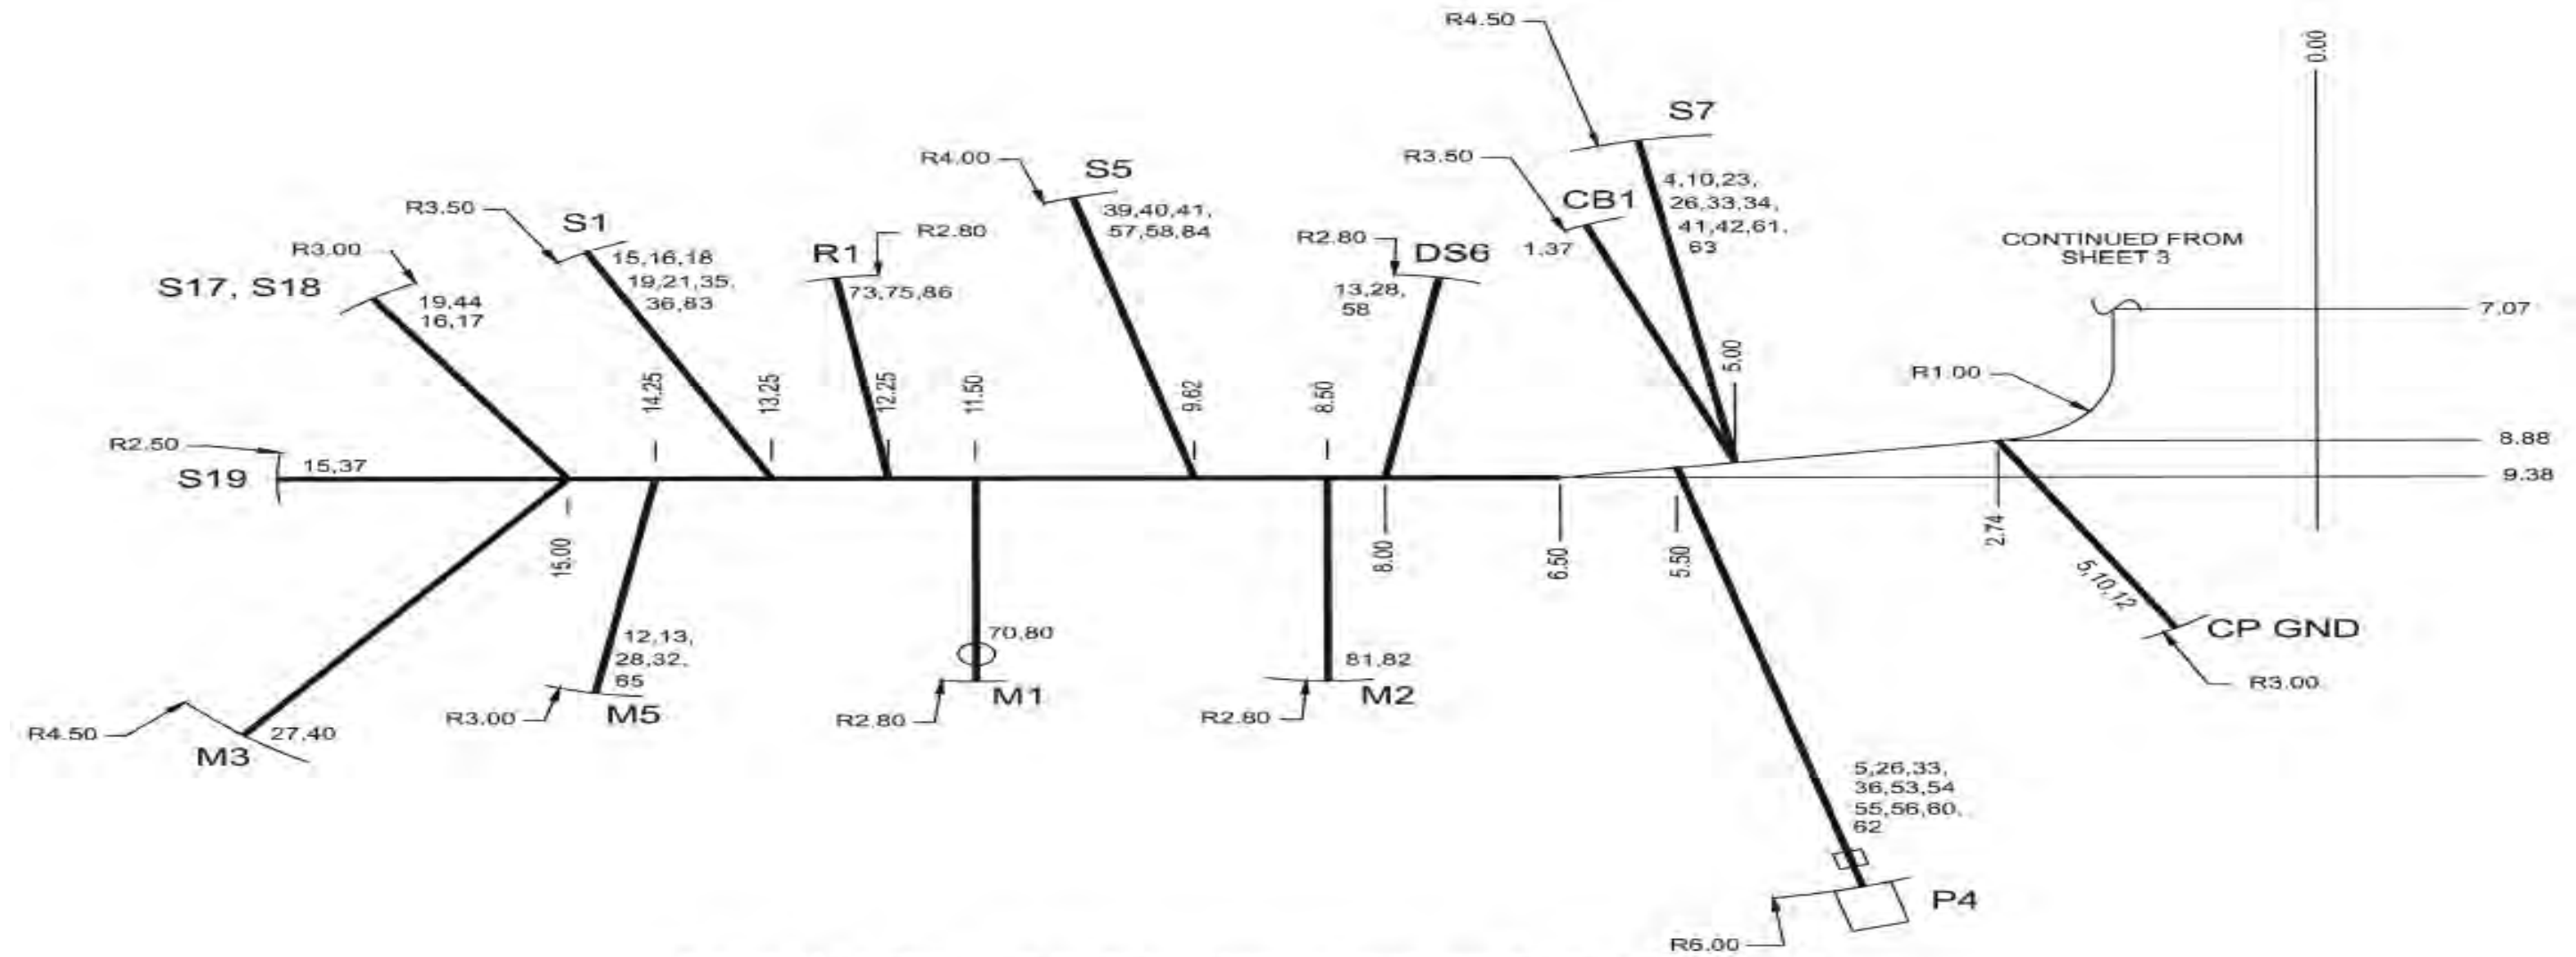 R4.50
0.00
S7
R3.50
4,10,23,
26,33,34,
41,42,61,
63
CB1
1,37
R4.00
S5
39,40,41,
57,58,84
R3.50
S1
15,16,18
19,21,35,
36,83
R1
R2.80
73,75,86
R2.80
DS6
13,28,
58
R3.00
S17, S18
19,44
16,17
CONTINUED FROM
SHEET 3
7.07
R1.00
5.00
14.25
13.25
12.25
11.50
9.62
8.50
8.88
R2.50
S19
15,37
9.38
15.00
8.00
6.50
5.50
2.74
5,10,12
CP GND
R3.00
12,13,
28,32,
65
R3.00
M5
70,80
R2.80
M1
81,82
R2.80
M2
R4.50
27,40
M3
5,26,33,
36,53,54
55,56,60,
62
P4
R6.00